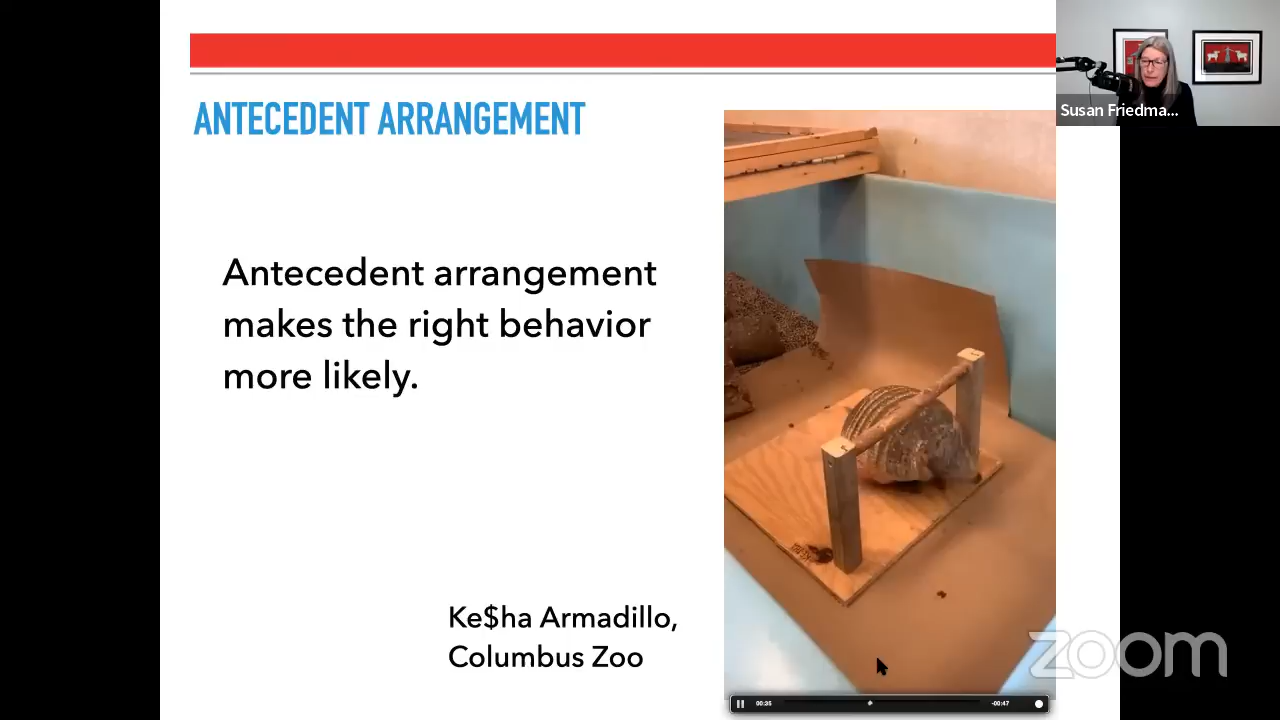 ANTECEDENT ARRANGEMENT
Susan Friedma...
Antecedent arrangement
makes the right behavior
more likely.
Ke$ha Armadillo,
Columbus Zoo
zoom
00:35
-00:47